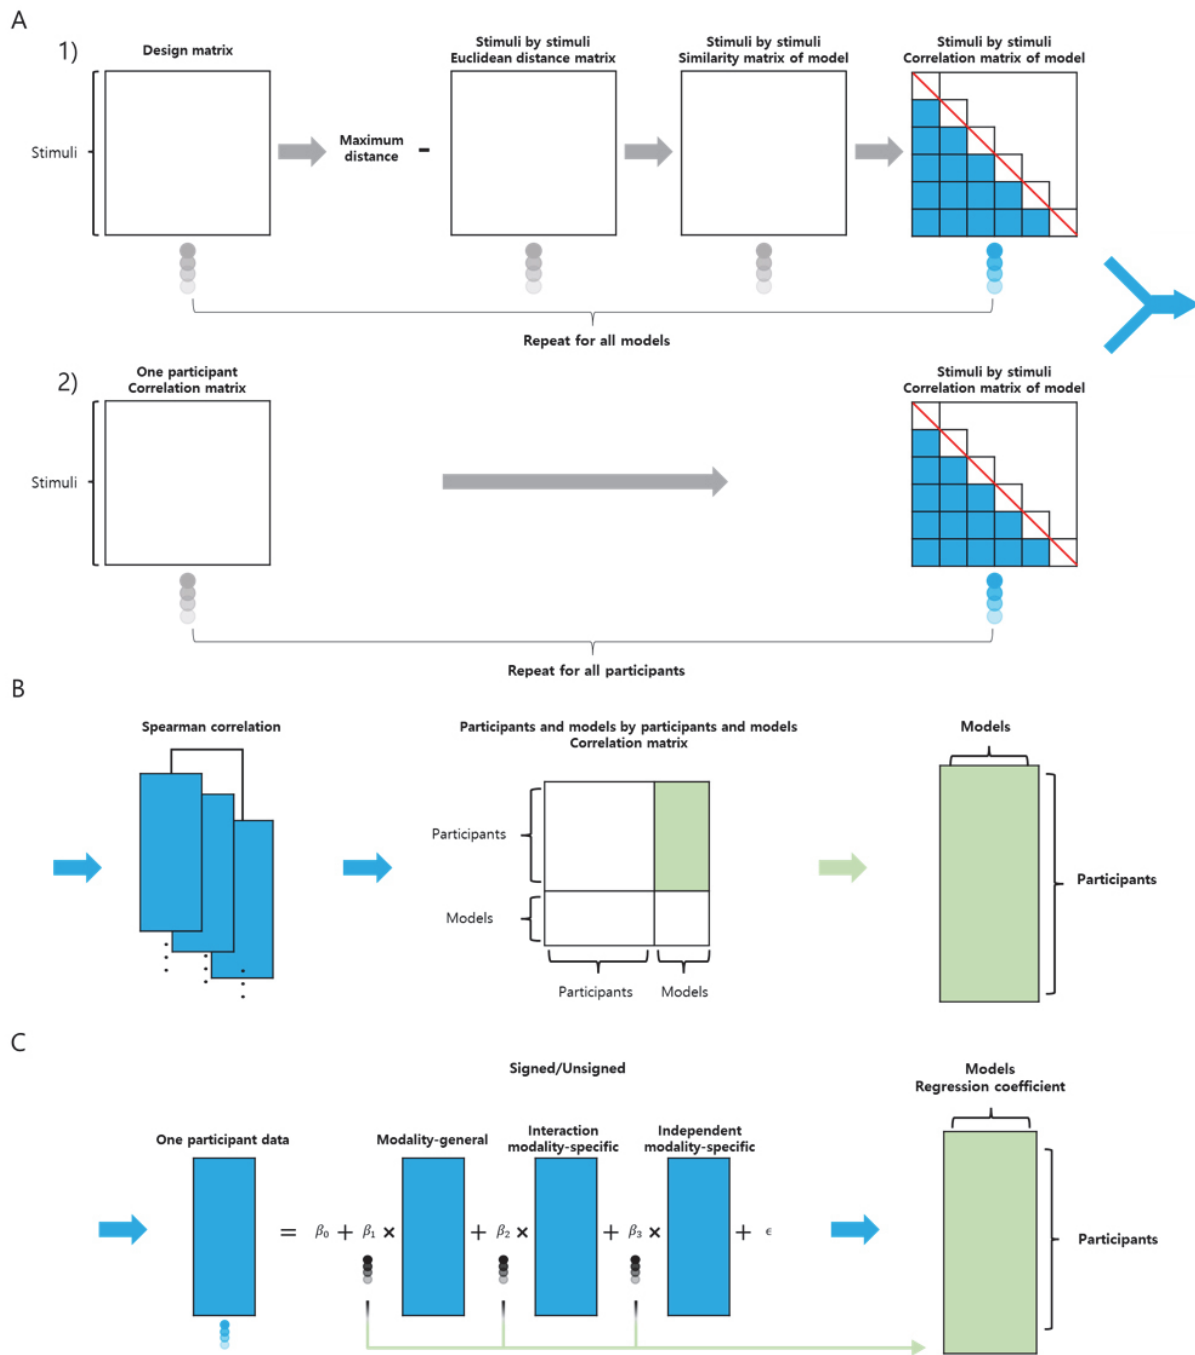 A
1)
Design matrix
Stimuli by stimuli
Euclidean distance matrix
Stimuli by stimuli
Similarity matrix of model
Stimuli by stimuli
Correlation matrix of model
Stimuli
Maximum
distance
-
Repeat for all models
2)
One participant
Correlation matrix
Stimuli by stimuli
Correlation matrix of model
Stimuli
Repeat for all participants
B
Spearman correlation
Participants and models by participants and models
Correlation matrix
Models
Participants
Models
Participants
Models
Participants
C
Signed/Unsigned
Models
Regression coefficient
One participant data
Modality-general
Interaction
modality-specific
Independent
modality-specific
= β₀ + β₁ × + β₂ × + β₃ × + ϵ
Participants